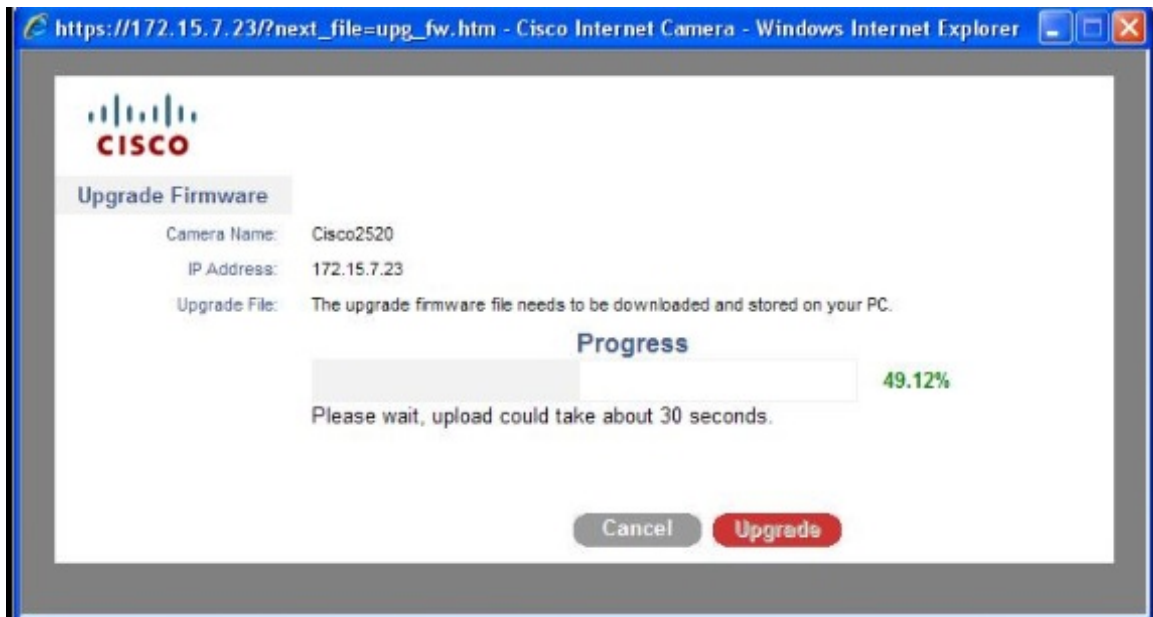 https://172.15.7.23/?next_file=upg_fw.htm - Cisco Internet Camera - Windows Internet Explorer
CISCO
Upgrade Firmware
Camera Name: Cisco2520
IP Address: 172.15.7.23
Upgrade File: The upgrade firmware file needs to be downloaded and stored on your PC.
Progress
49.12%
Please wait, upload could take about 30 seconds.
Cancel Upgrade